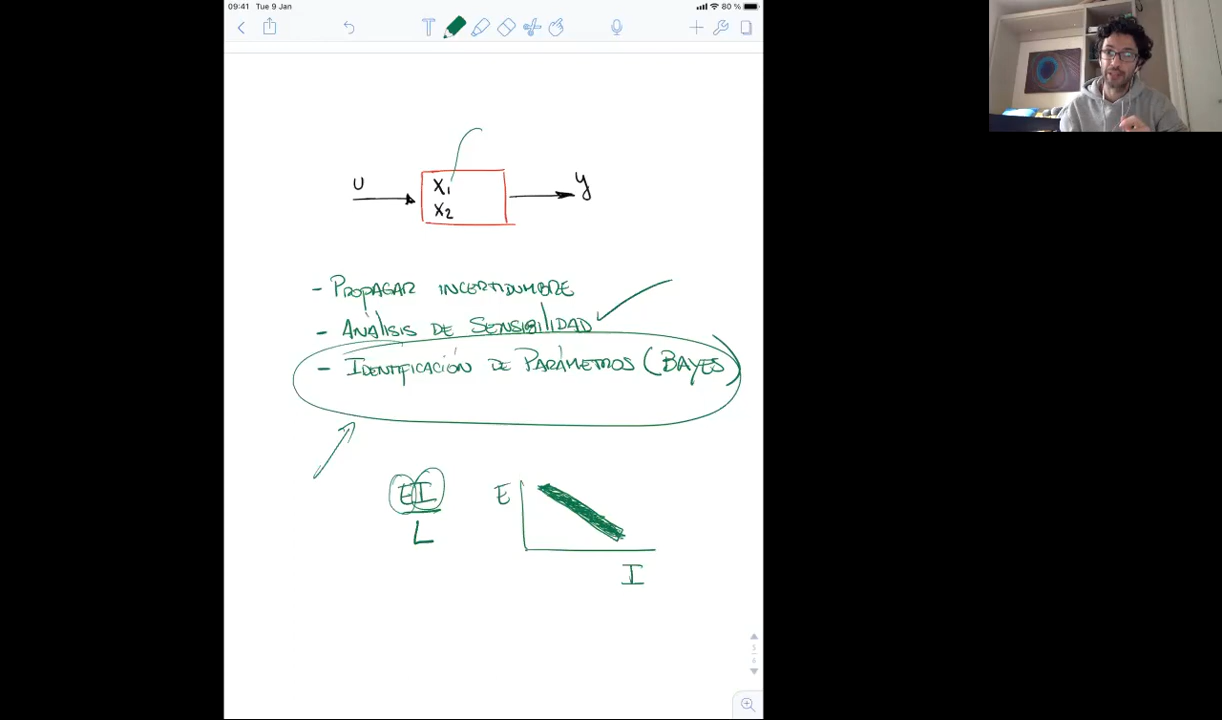 09:41 Tue 9 Jan 80 %
T
U
X1
X2
y
- PROPAGAR INCERTIDUMBRE
- ANÁLISIS DE SENSIBILIDAD
- IDENTIFICACIÓN DE PARÁMETROS (BAYES)
EI
L
E
I